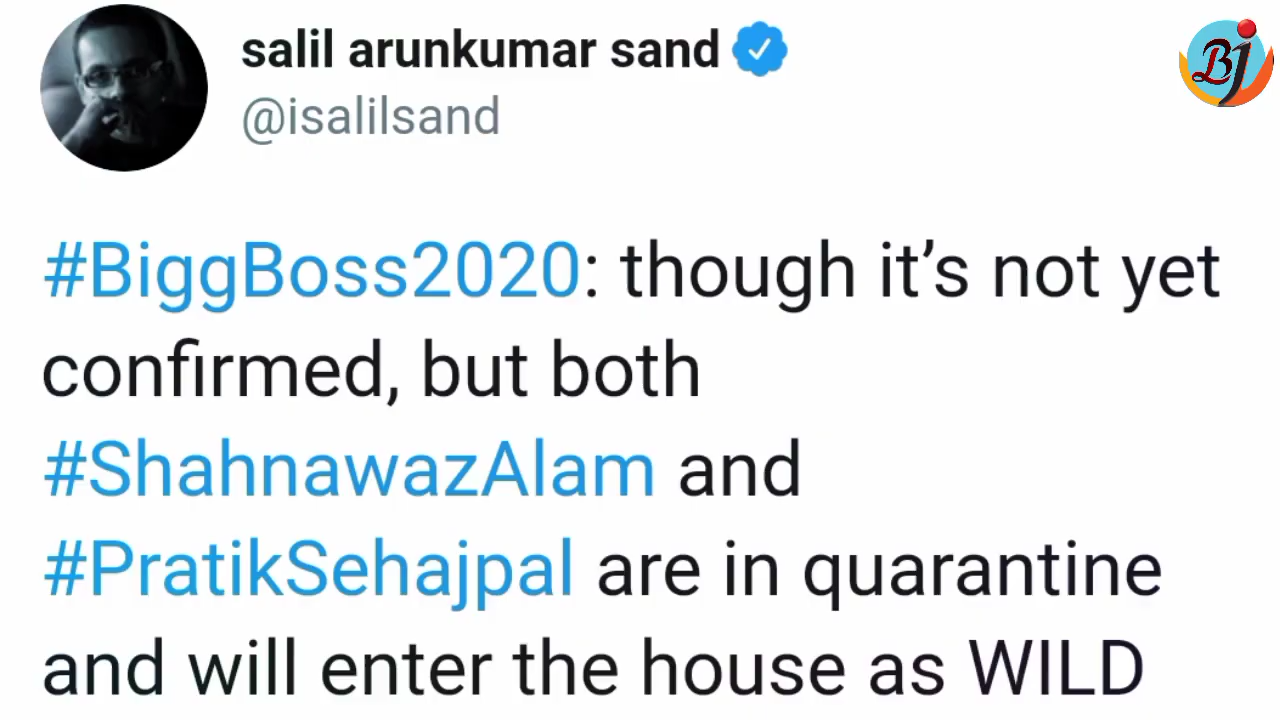 salil arunkumar sand
@isalilsand
BJ
#BiggBoss2020: though it’s not yet
confirmed, but both
#ShahnawazAlam and
#PratikSehajpal are in quarantine
and will enter the house as WILD